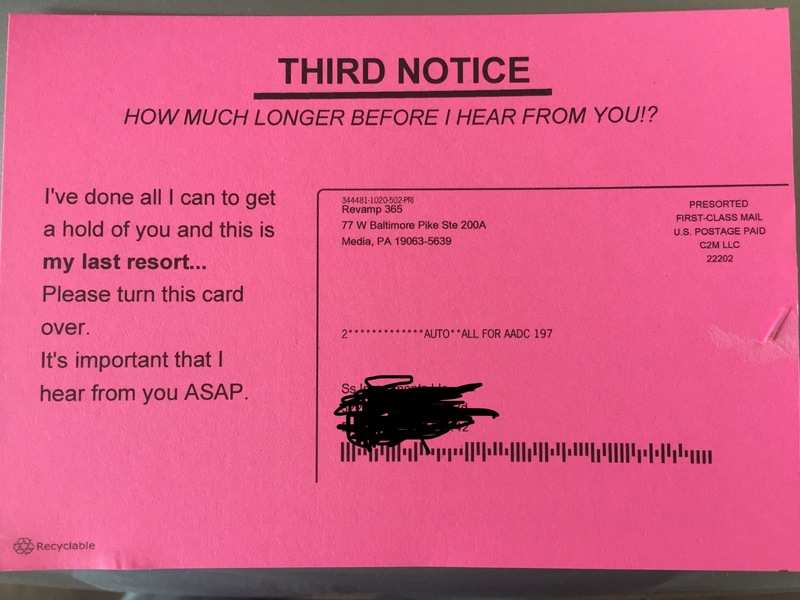 THIRD NOTICE
HOW MUCH LONGER BEFORE I HEAR FROM YOU!?
I've done all I can to get
a hold of you and this is
my last resort...
Please turn this card
over.
It's important that I
hear from you ASAP.
344481-1020-502-PRI
Revamp 365
77 W Baltimore Pike Ste 200A
Media, PA 19063-5639
PRESORTED
FIRST-CLASS MAIL
U.S. POSTAGE PAID
C2M LLC
22202
2*************AUTO**ALL FOR AADC 197
Ss
Recyclable